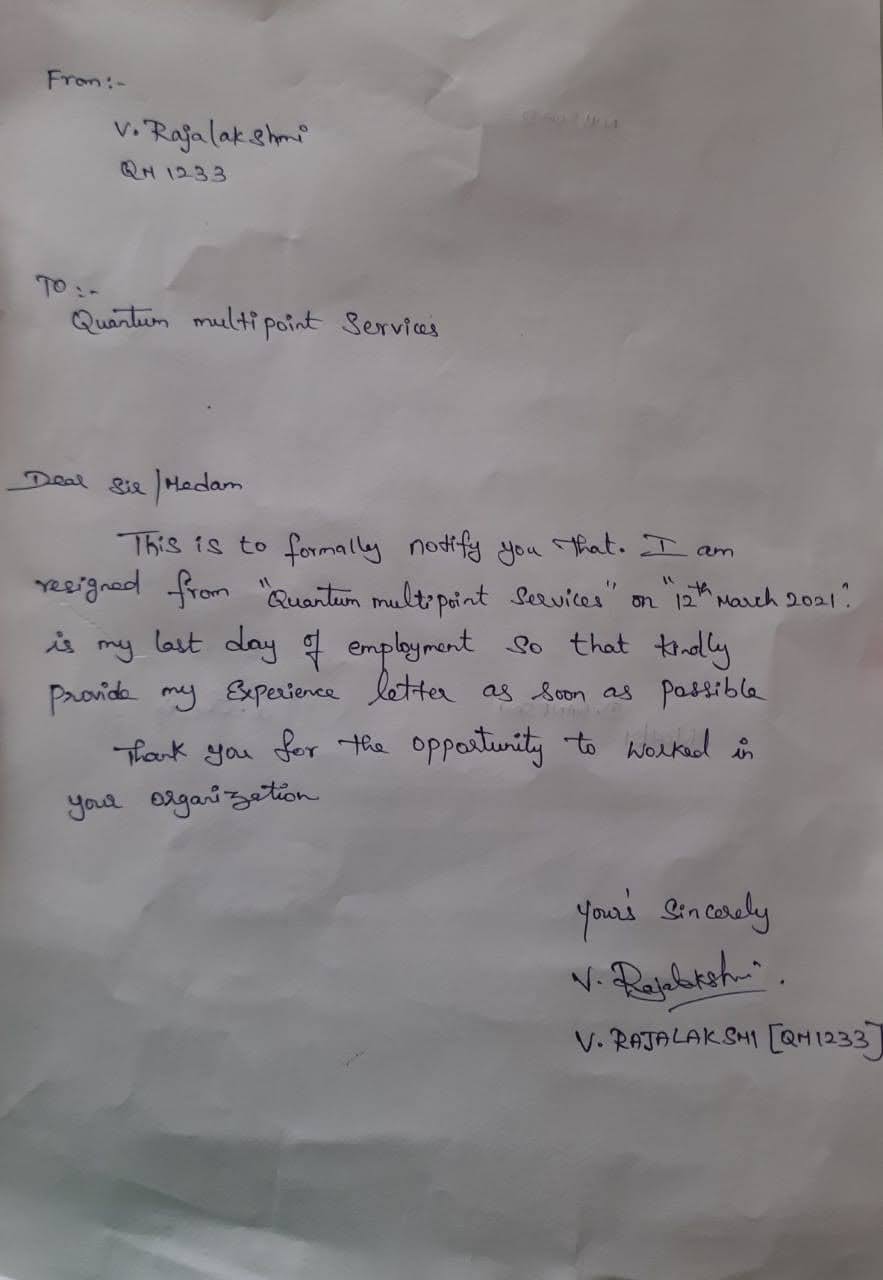 From:-
V. Rajalakshmi
QM 1233
TO:-
Quantum multipoint Services
Dear Sir/Madam
This is to formally notify you that. I am
resigned from "Quantum multipoint Services" on "12th March 2021".
is my last day of employment so that kindly
provide my Experience letter as soon as possible
Thank you for the opportunity to worked in
your organization
your's Sincerely
V. Rajalakshmi.
V. RAJALAKSHMI [QM1233]